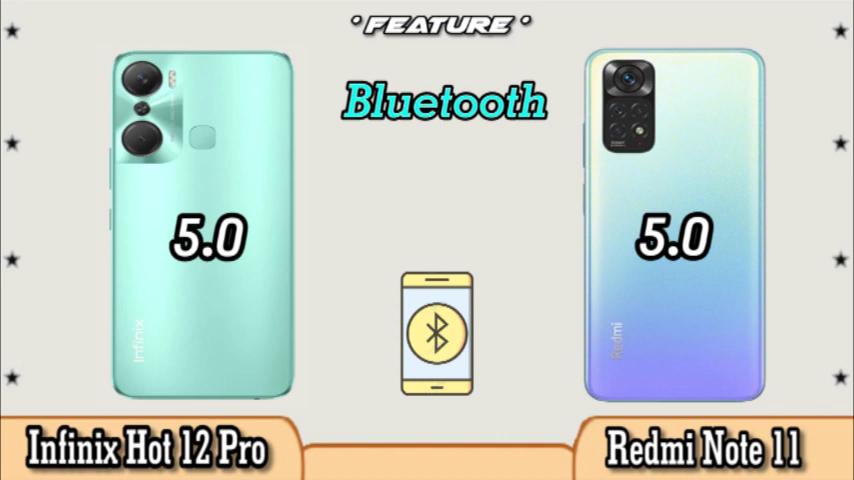 * FEATURE *
Bluetooth
5.0
5.0
Infinix
Redmi
Infinix Hot 12 Pro
Redmi Note 11